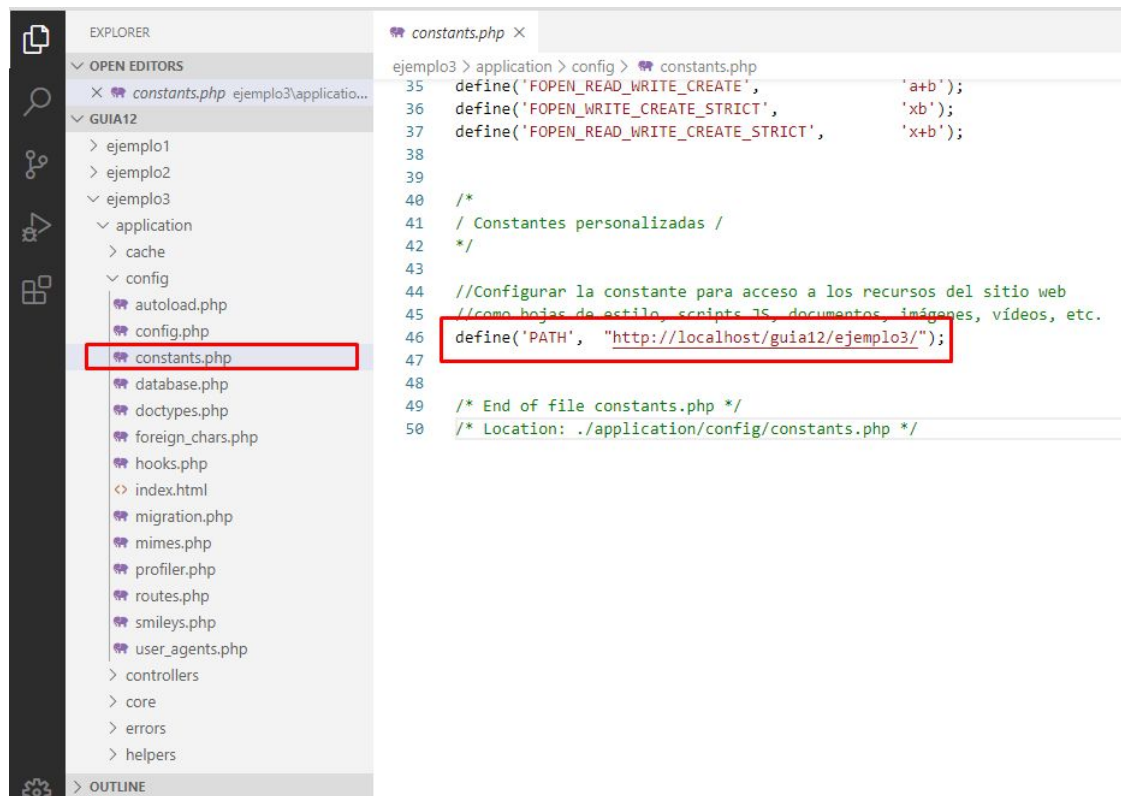 EXPLORER
OPEN EDITORS
constants.php ejemplo3\applicatio...
GUIA12
ejemplo1
ejemplo2
ejemplo3
application
cache
config
autoload.php
config.php
constants.php
database.php
doctypes.php
foreign_chars.php
hooks.php
index.html
migration.php
mimes.php
profiler.php
routes.php
smileys.php
user_agents.php
controllers
core
errors
helpers
OUTLINE
constants.php
ejemplo3 > application > config > constants.php
35 define('FOPEN_READ_WRITE_CREATE', 'a+b');
36 define('FOPEN_WRITE_CREATE_STRICT', 'xb');
37 define('FOPEN_READ_WRITE_CREATE_STRICT', 'x+b');
38
39
40 /*
41 / Constantes personalizadas /
42 */
43
44 //Configurar la constante para acceso a los recursos del sitio web
45 //como hojas de estilo, scripts JS, documentos, imágenes, vídeos, etc.
46 define('PATH', "http://localhost/guia12/ejemplo3/");
47
48
49 /* End of file constants.php */
50 /* Location: ./application/config/constants.php */